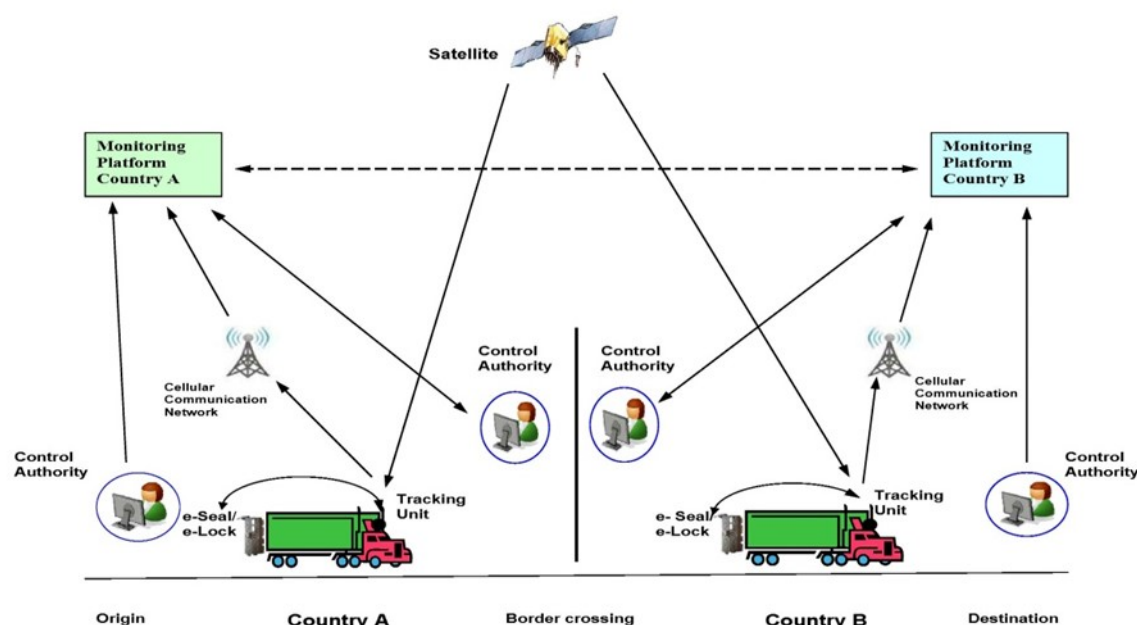 Satellite
Monitoring
Platform
Country A
Monitoring
Platform
Country B
Control
Authority
Control
Authority
Cellular
Communication
Network
Cellular
Communication
Network
Control
Authority
Control
Authority
e-Seal/
e-Lock
Tracking
Unit
e- Seal/
e-Lock
Tracking
Unit
Origin
Country A
Border crossing
Country B
Destination